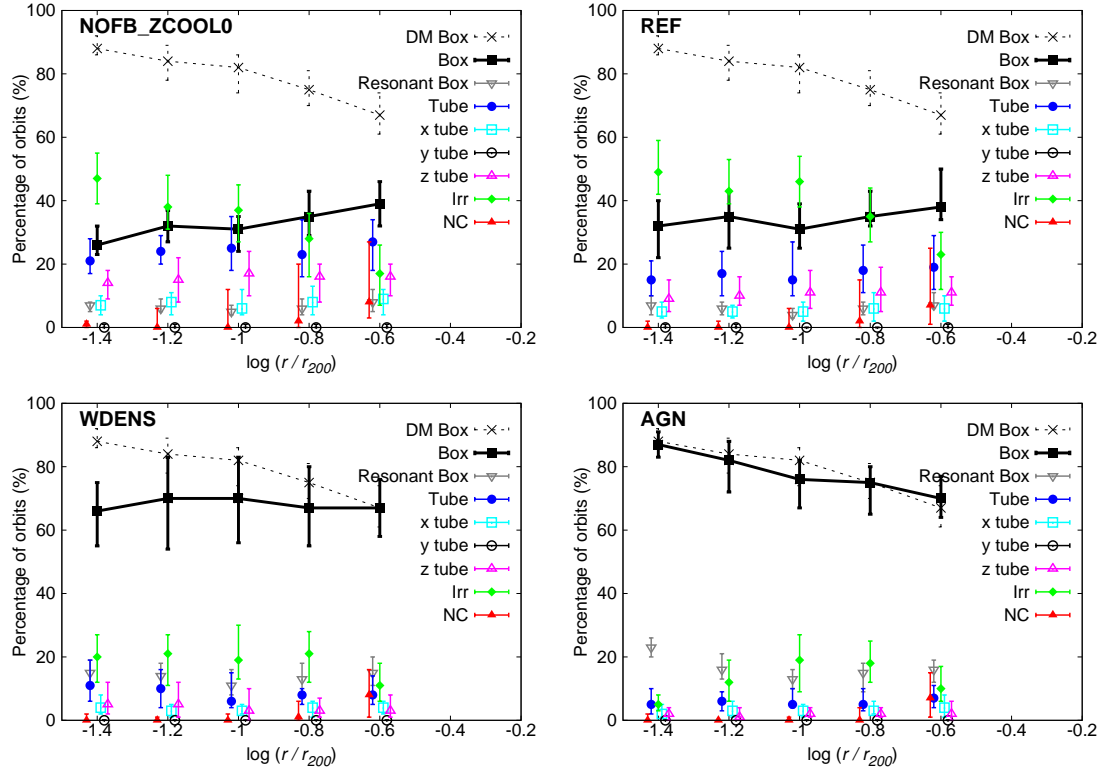 NOFB_ZCOOL0
DM Box
Box
Resonant Box
Tube
x tube
y tube
z tube
Irr
NC
Percentage of orbits (%)
100
80
60
40
20
0
-1.4 -1.2 -1 -0.8 -0.6 -0.4 -0.2
log (r / r200)
REF
DM Box
Box
Resonant Box
Tube
x tube
y tube
z tube
Irr
NC
Percentage of orbits (%)
100
80
60
40
20
0
-1.4 -1.2 -1 -0.8 -0.6 -0.4 -0.2
log (r / r200)
WDENS
DM Box
Box
Resonant Box
Tube
x tube
y tube
z tube
Irr
NC
Percentage of orbits (%)
100
80
60
40
20
0
-1.4 -1.2 -1 -0.8 -0.6 -0.4 -0.2
log (r / r200)
AGN
DM Box
Box
Resonant Box
Tube
x tube
y tube
z tube
Irr
NC
Percentage of orbits (%)
100
80
60
40
20
0
-1.4 -1.2 -1 -0.8 -0.6 -0.4 -0.2
log (r / r200)